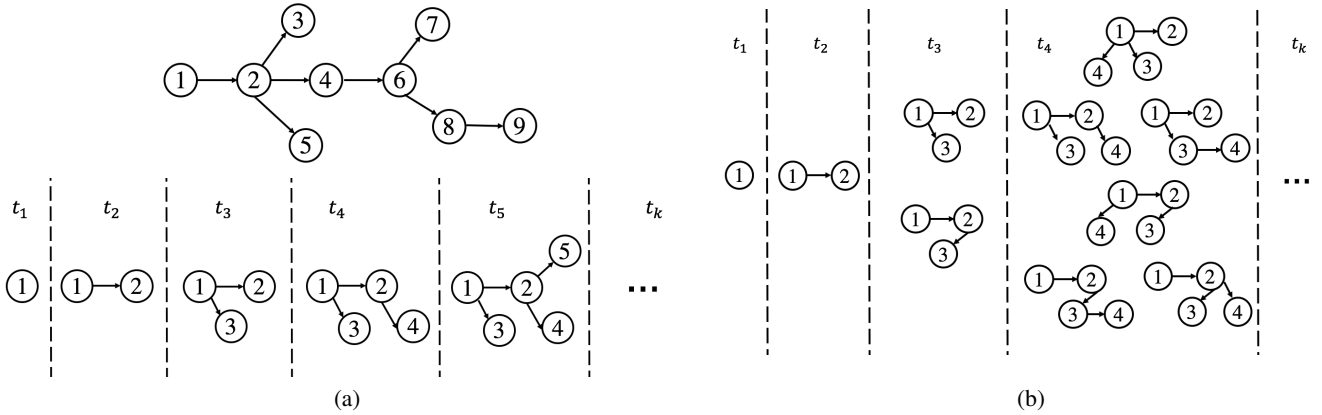 3 7
1 2 4 6
8 9
5
t₁ t₂ t₃ t₄ t₅ tₖ
5
1 1 2 1 2 1 2 1 2 ...
3 3 4 3 4
(a)
1 2
t₁ t₂ t₃ t₄ tₖ
4 3
1 2 1 2 1 2
3 3 4 3 4
1 1 2 ...
1 2
1 2
4 3
3
1 2 1 2
3 4 3 4
(b)